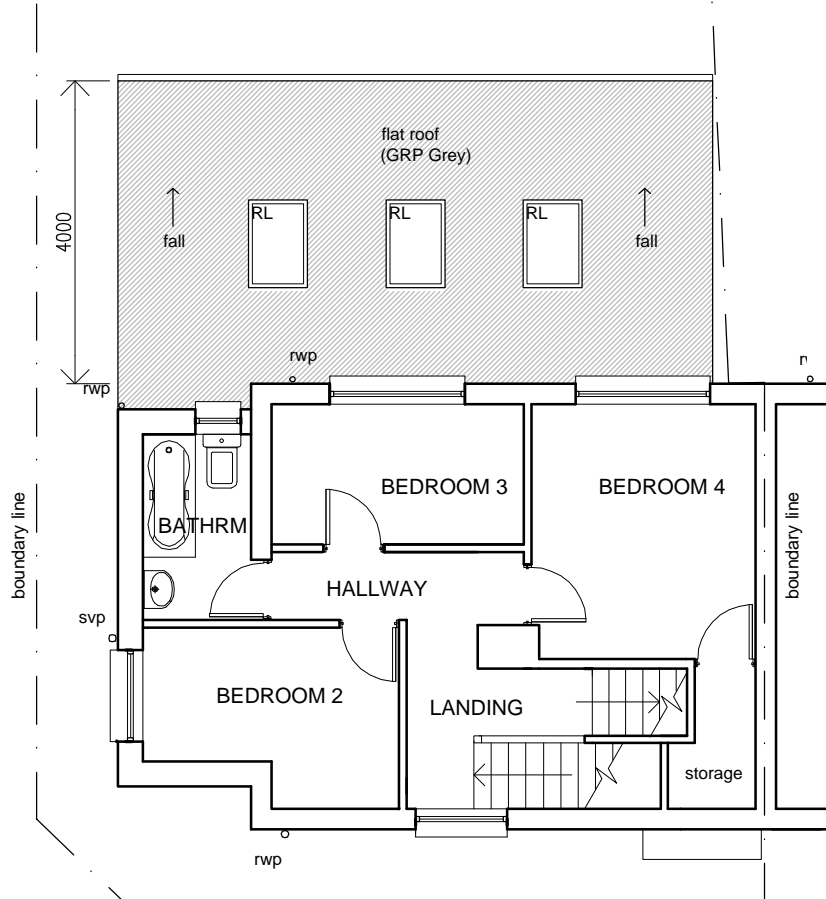 flat roof
(GRP Grey)
RL
RL
RL
4000
fall
fall
rwp
rwp
BEDROOM 3
BEDROOM 4
BATHRM
boundary line
boundary line
HALLWAY
svp
BEDROOM 2
LANDING
storage
rwp